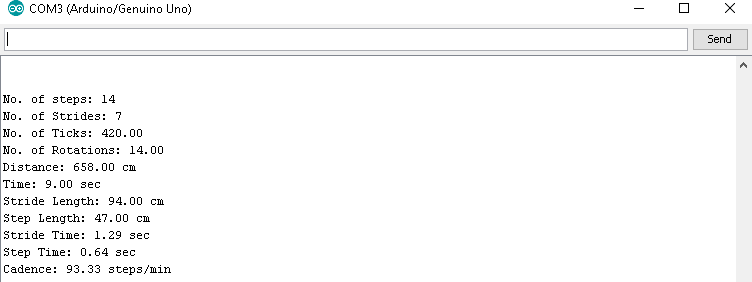 COM3 (Arduino/Genuino Uno)
Send
No. of steps: 14
No. of Strides: 7
No. of Ticks: 420.00
No. of Rotations: 14.00
Distance: 658.00 cm
Time: 9.00 sec
Stride Length: 94.00 cm
Step Length: 47.00 cm
Stride Time: 1.29 sec
Step Time: 0.64 sec
Cadence: 93.33 steps/min